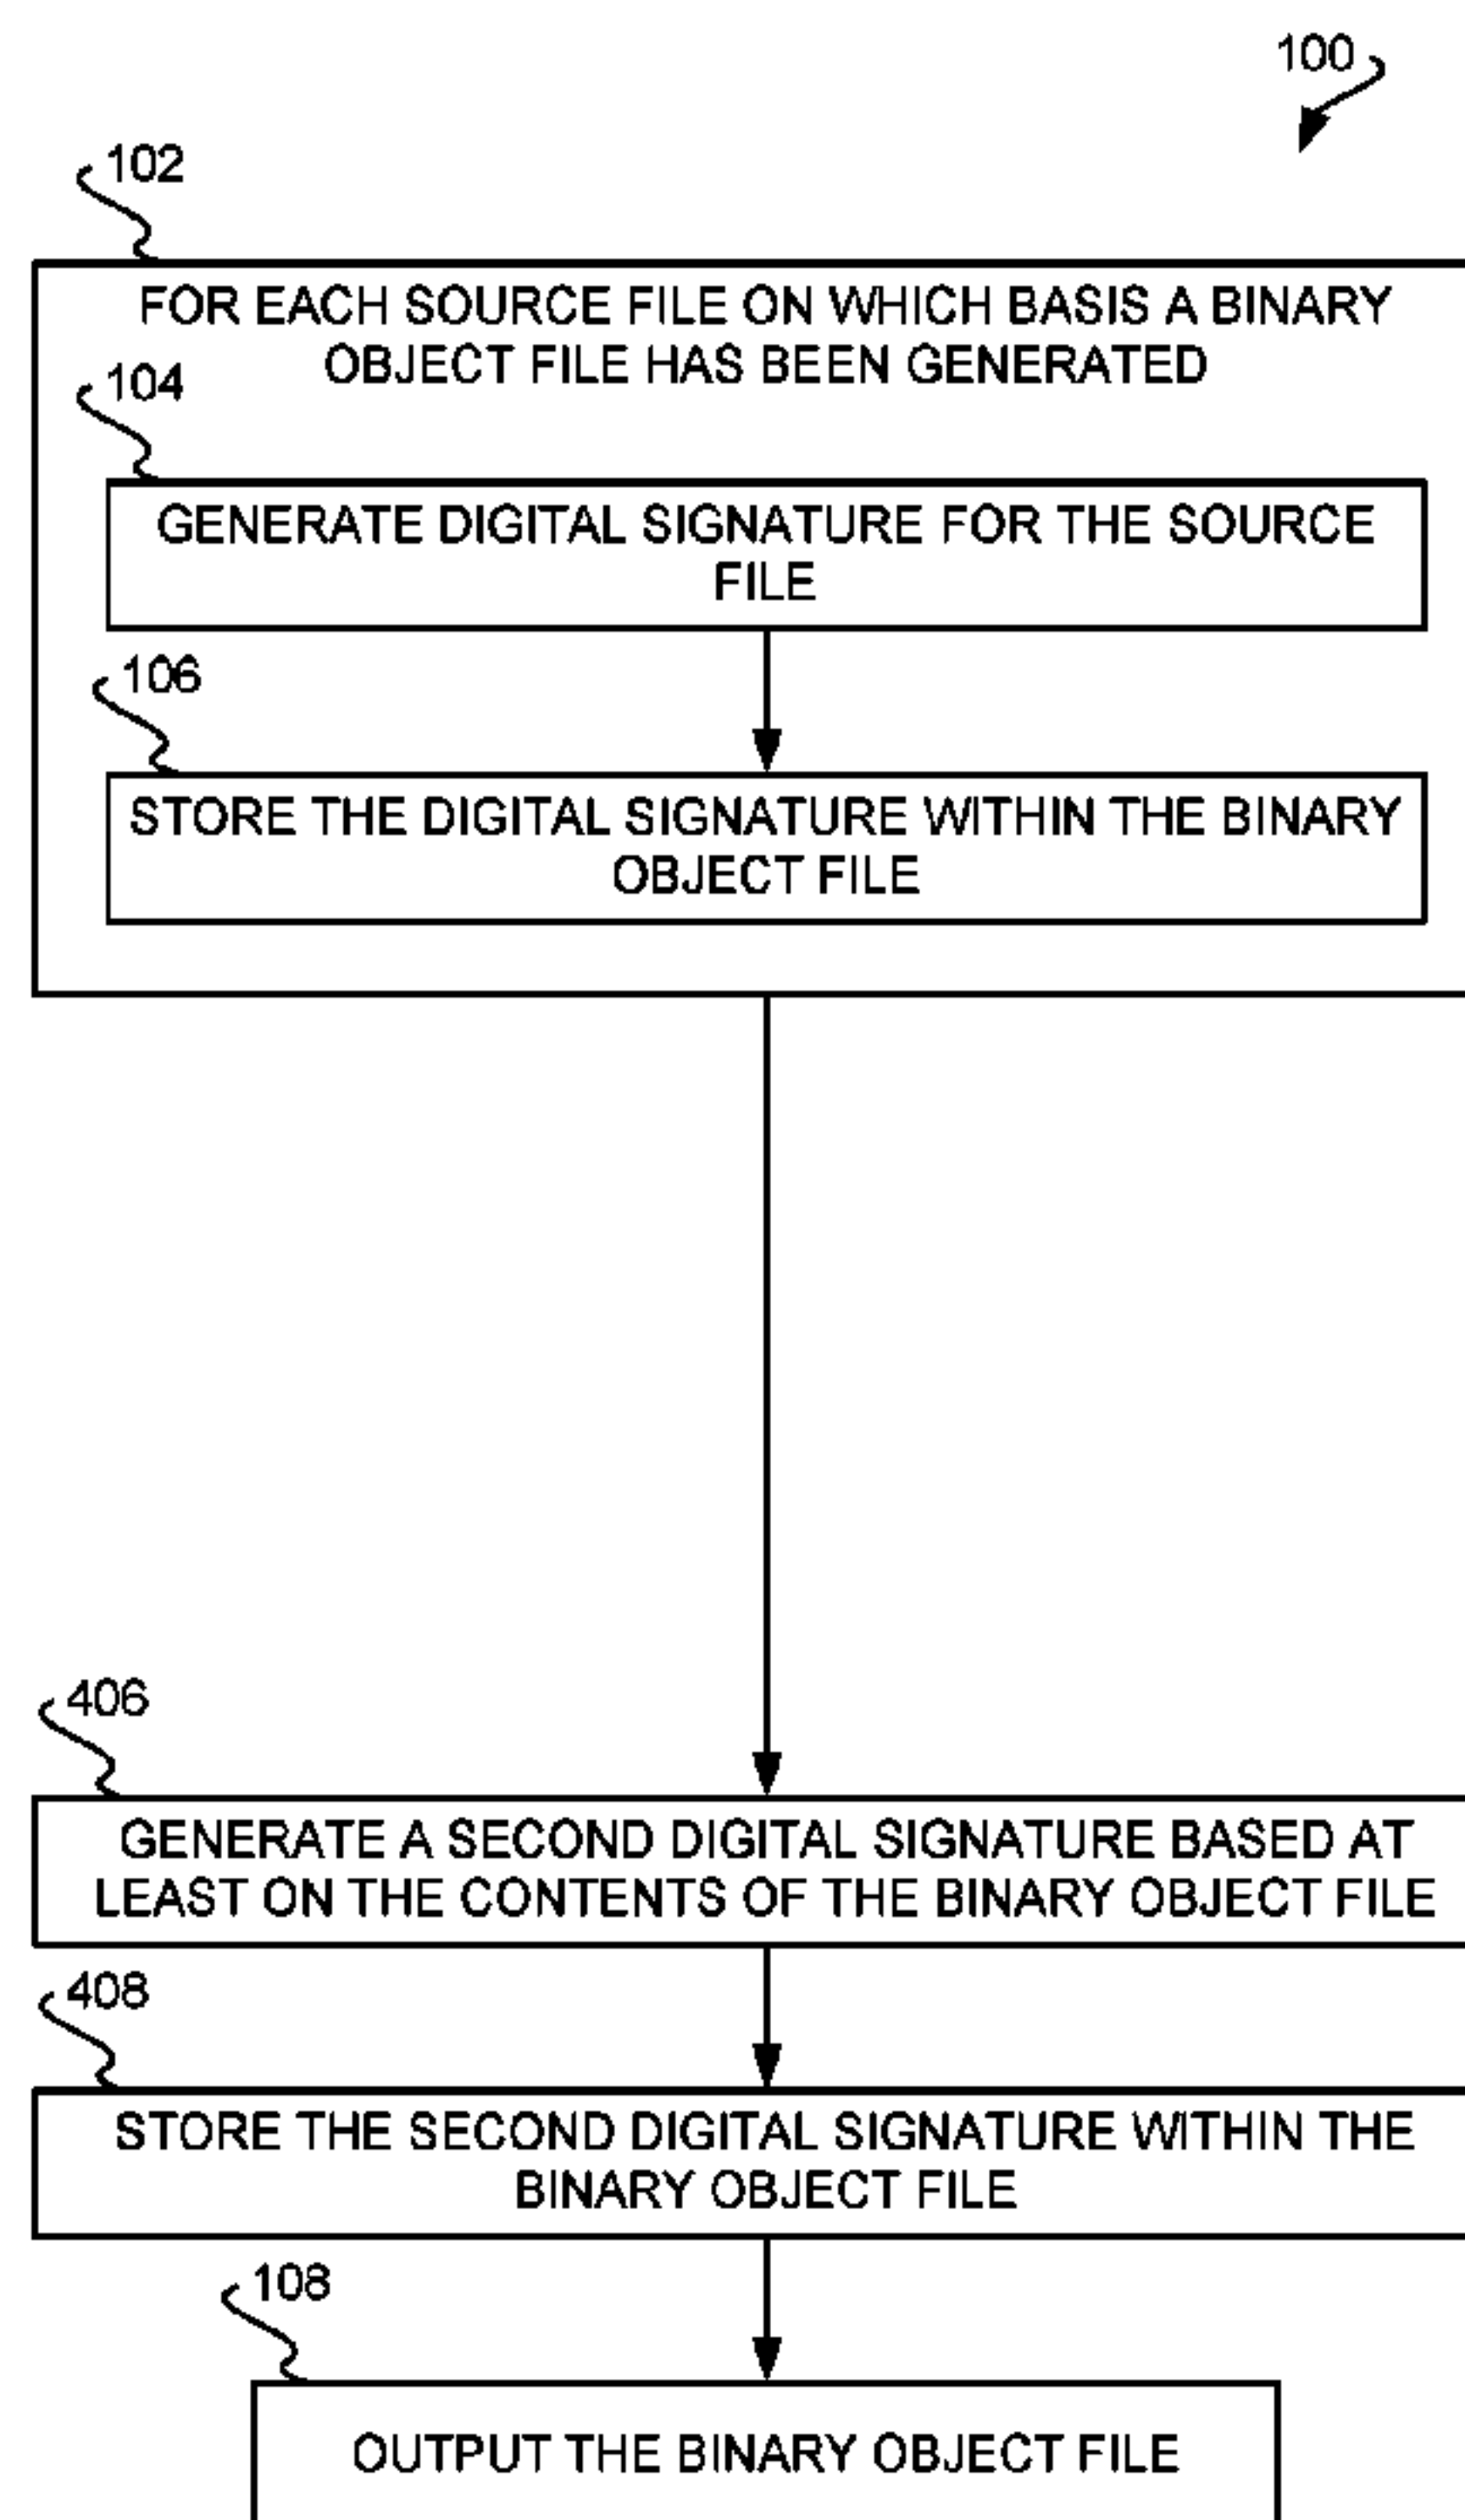 100
102
FOR EACH SOURCE FILE ON WHICH BASIS A BINARY
OBJECT FILE HAS BEEN GENERATED
104
GENERATE DIGITAL SIGNATURE FOR THE SOURCE
FILE
106
STORE THE DIGITAL SIGNATURE WITHIN THE BINARY
OBJECT FILE
406
GENERATE A SECOND DIGITAL SIGNATURE BASED AT
LEAST ON THE CONTENTS OF THE BINARY OBJECT FILE
408
STORE THE SECOND DIGITAL SIGNATURE WITHIN THE
BINARY OBJECT FILE
108
OUTPUT THE BINARY OBJECT FILE